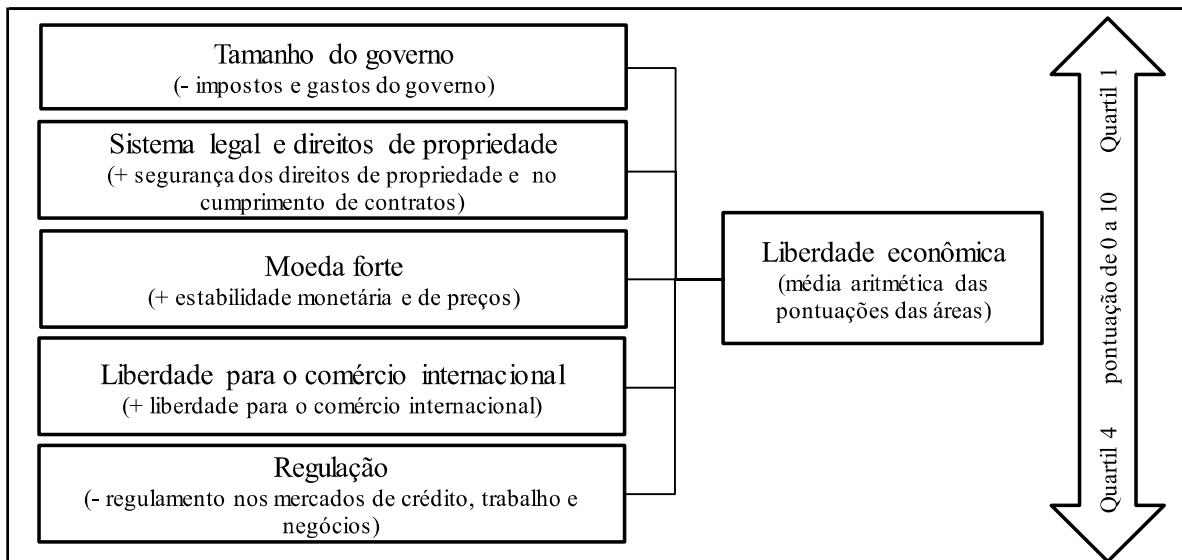 Tamanho do governo
(- impostos e gastos do governo)
Sistema legal e direitos de propriedade
(+ segurança dos direitos de propriedade e no
cumprimento de contratos)
Moeda forte
(+ estabilidade monetária e de preços)
Liberdade para o comércio internacional
(+ liberdade para o comércio internacional)
Regulação
(- regulamento nos mercados de crédito, trabalho e
negócios)
Liberdade econômica
(média aritmética das
pontuações das áreas)
Quartil 4 pontuação de 0 a 10 Quartil 1